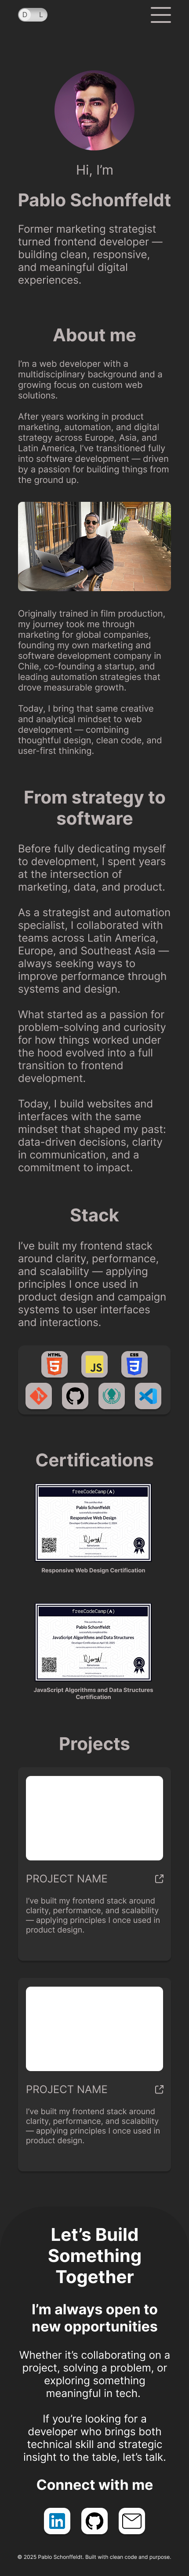 D L
Hi, I'm
Pablo Schonffeldt
Former marketing strategist
turned frontend developer —
building clean, responsive,
and meaningful digital
experiences.
About me
I'm a web developer with a
multidisciplinary background and a
growing focus on custom web
solutions.
After years working in product
marketing, automation, and digital
strategy across Europe, Asia, and
Latin America, I've transitioned fully
into software development — driven
by a passion for building things from
the ground up.
Originally trained in film production,
my journey took me through
marketing for global companies,
founding my own marketing and
software development company in
Chile, co-founding a startup, and
leading automation strategies that
drove measurable growth.
Today, I bring that same creative
and analytical mindset to web
development — combining
thoughtful design, clean code, and
user-first thinking.
From strategy to
software
Before fully dedicating myself
to development, I spent years
at the intersection of
marketing, data, and product.
As a strategist and automation
specialist, I collaborated with
teams across Latin America,
Europe, and Southeast Asia —
always seeking ways to
improve performance through
systems and design.
What started as a passion for
problem-solving and curiosity
for how things worked under
the hood evolved into a full
transition to frontend
development.
Today, I build websites and
interfaces with the same
mindset that shaped my past:
data-driven decisions, clarity
in communication, and a
commitment to impact.
Stack
I've built my frontend stack
around clarity, performance,
and scalability — applying
principles I once used in
product design and campaign
systems to user interfaces
and interactions.
HTML 5 JS CSS 3
Certifications
freeCodeCamp(A)
Pablo Schonffeldt
Responsive Web Design
Responsive Web Design Certification
freeCodeCamp(A)
Pablo Schonffeldt
JavaScript Algorithms and Data Structures
JavaScript Algorithms and Data Structures
Certification
Projects
PROJECT NAME
I've built my frontend stack around
clarity, performance, and scalability
— applying principles I once used in
product design.
PROJECT NAME
I've built my frontend stack around
clarity, performance, and scalability
— applying principles I once used in
product design.
Let's Build
Something
Together
I'm always open to
new opportunities
Whether it's collaborating on a
project, solving a problem, or
exploring something
meaningful in tech.
If you're looking for a
developer who brings both
technical skill and strategic
insight to the table, let's talk.
Connect with me
in
© 2025 Pablo Schonffeldt. Built with clean code and purpose.